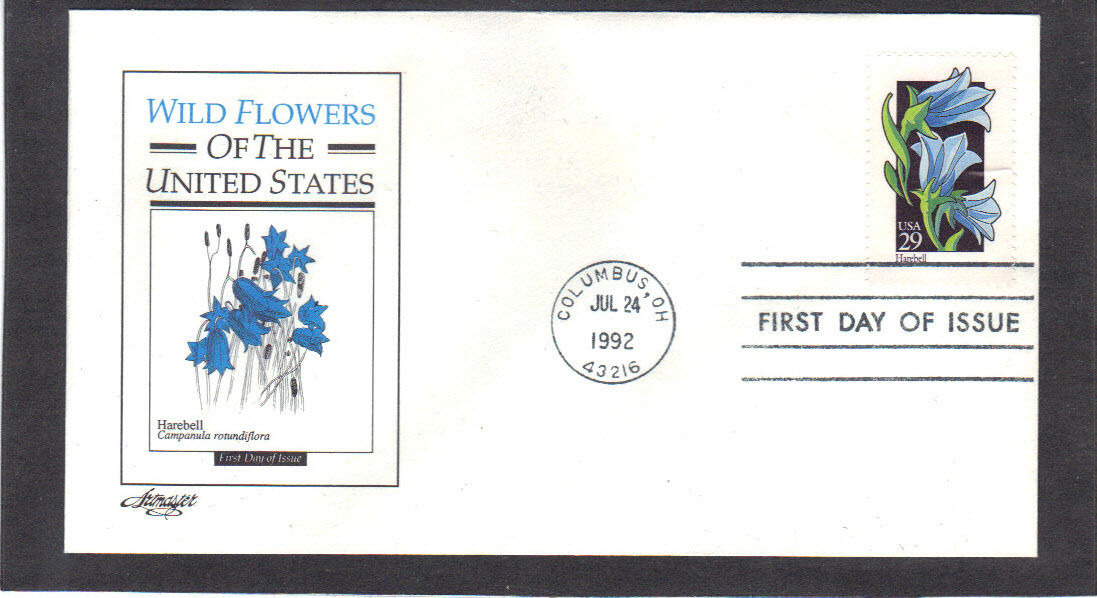 WILD FLOWERS
OF THE
UNITED STATES
Harebell
Campanula rotundiflora
First Day of Issue
Artmaster
USA
29
Harebell
COLUMBUS, OH
JUL 24
1992
43216
FIRST DAY OF ISSUE